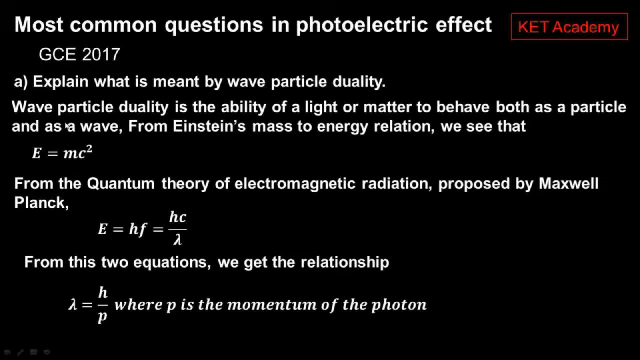 Most common questions in photoelectric effect
KET Academy
GCE 2017
a) Explain what is meant by wave particle duality.
Wave particle duality is the ability of a light or matter to behave both as a particle
and as a wave, From Einstein's mass to energy relation, we see that
E = mc²
From the Quantum theory of electromagnetic radiation, proposed by Maxwell
Planck,
E = hf = hc/λ
From this two equations, we get the relationship
λ = h/p where p is the momentum of the photon